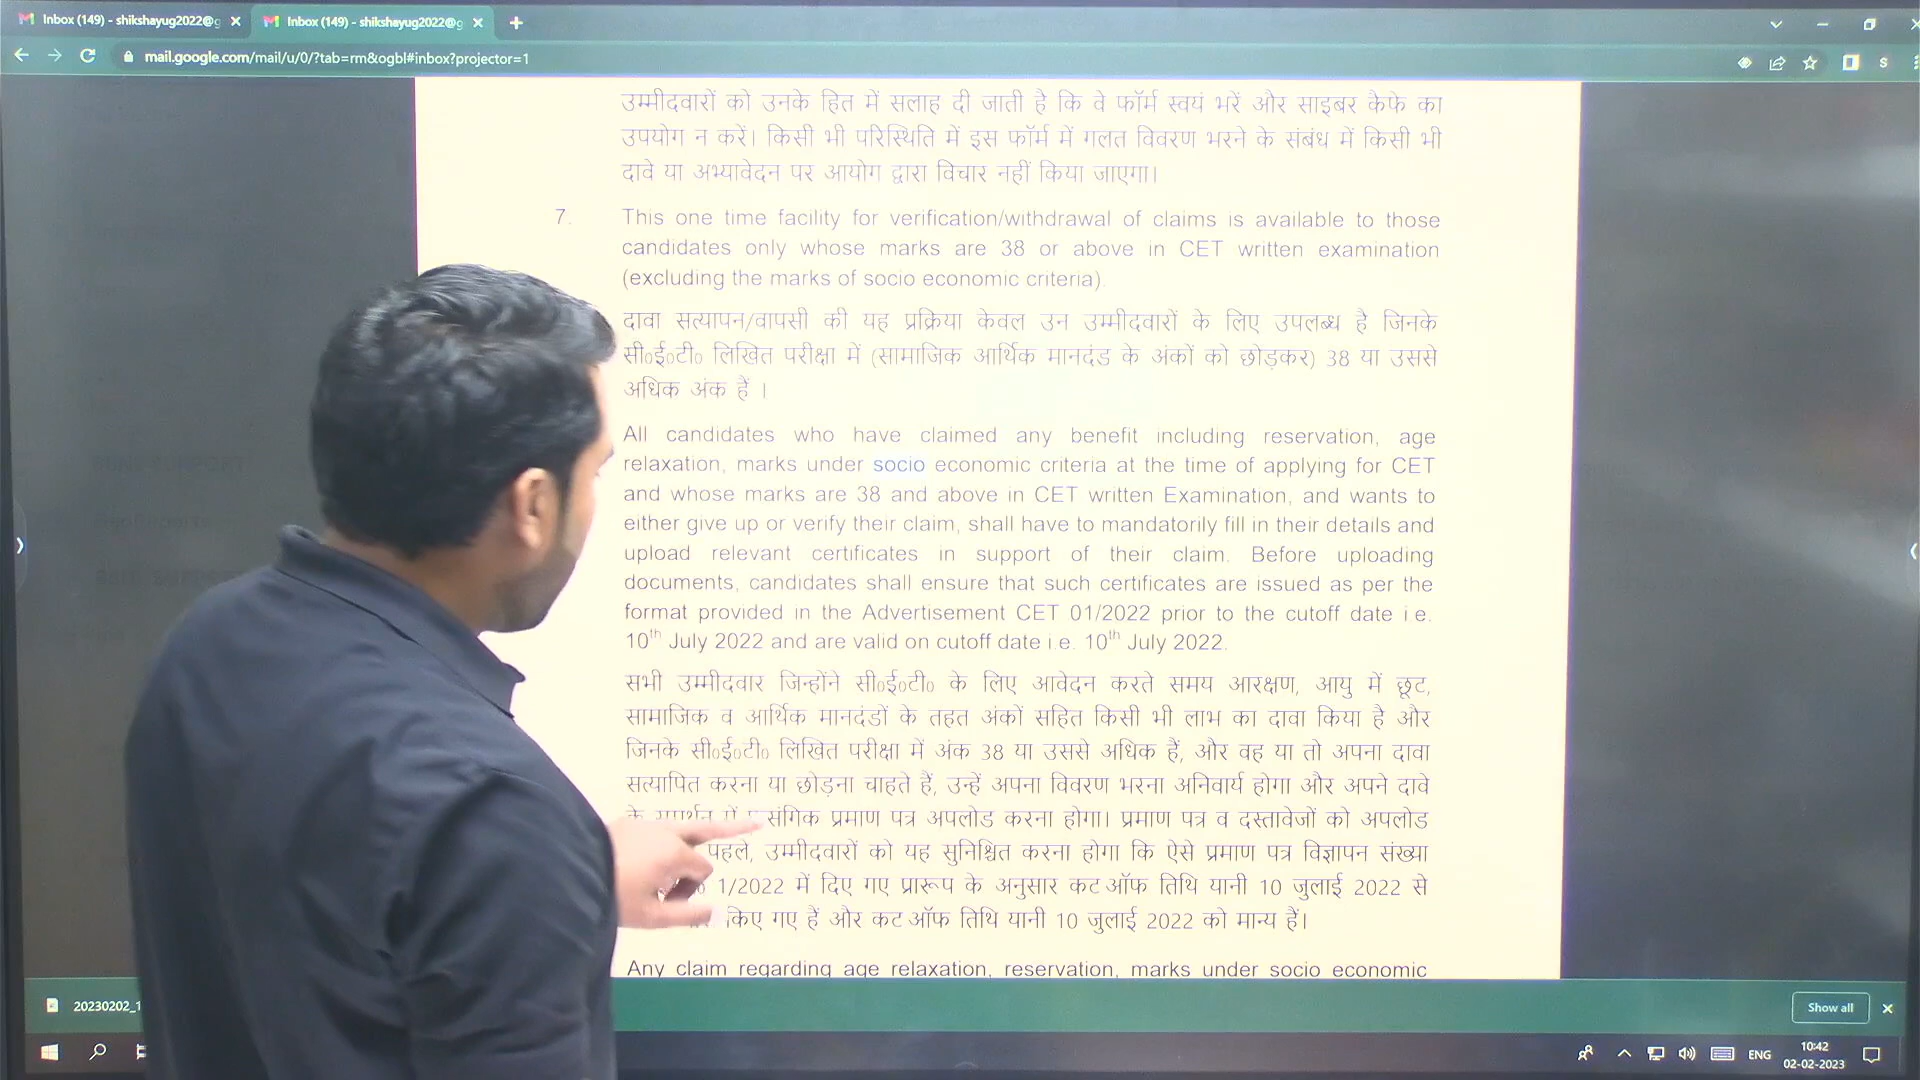 Inbox (149) - shikshayug2022@g
Inbox (149) - shikshayug2022@g
mail.google.com/mail/u/0/?tab=rm&ogbl#inbox?projector=1
S
उम्मीदवारों को उनके हित में सलाह दी जाती है कि वे फॉर्म स्वयं भरें और साइबर कैफे का
उपयोग न करें। किसी भी परिस्थिति में इस फॉर्म में गलत विवरण भरने के संबंध में किसी भी
दावे या अभ्यावेदन पर आयोग द्वारा विचार नहीं किया जाएगा।
7. This one time facility for verification/withdrawal of claims is available to those
candidates only whose marks are 38 or above in CET written examination
(excluding the marks of socio economic criteria).
दावा सत्यापन/वापसी की यह प्रक्रिया केवल उन उम्मीदवारों के लिए उपलब्ध है जिनके
सी०ई०टी० लिखित परीक्षा में (सामाजिक आर्थिक मानदंड के अंकों को छोड़कर) 38 या उससे
अधिक अंक हैं ।
All candidates who have claimed any benefit including reservation, age
relaxation, marks under socio economic criteria at the time of applying for CET
and whose marks are 38 and above in CET written Examination, and wants to
either give up or verify their claim, shall have to mandatorily fill in their details and
upload relevant certificates in support of their claim. Before uploading
documents, candidates shall ensure that such certificates are issued as per the
format provided in the Advertisement CET 01/2022 prior to the cutoff date i.e.
10th July 2022 and are valid on cutoff date i.e. 10th July 2022.
सभी उम्मीदवार जिन्होंने सी०ई०टी० के लिए आवेदन करते समय आरक्षण, आयु में छूट,
सामाजिक व आर्थिक मानदंडों के तहत अंकों सहित किसी भी लाभ का दावा किया है और
जिनके सी०ई०टी० लिखित परीक्षा में अंक 38 या उससे अधिक हैं, और वह या तो अपना दावा
सत्यापित करना या छोड़ना चाहते हैं, उन्हें अपना विवरण भरना अनिवार्य होगा और अपने दावे
के समर्थन में प्रमाण पत्र अपलोड करना होगा। प्रमाण पत्र व दस्तावेजों को अपलोड
पहले, उम्मीदवारों को यह सुनिश्चित करना होगा कि ऐसे प्रमाण पत्र विज्ञापन संख्या
1/2022 में दिए गए प्रारूप के अनुसार कट ऑफ तिथि यानी 10 जुलाई 2022 से
किए गए हैं और कट ऑफ तिथि यानी 10 जुलाई 2022 को मान्य हैं।
Any claim regarding age relaxation, reservation, marks under socio economic
20230202_1
Show all
ENG
10:42
02-02-2023